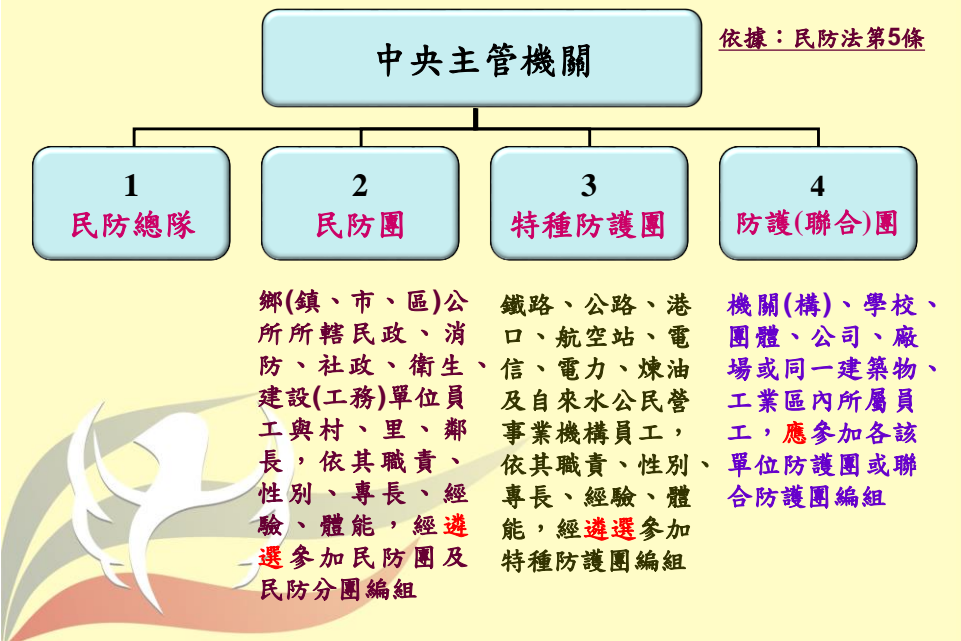 中央主管機關
依據：民防法第5條
1
民防總隊
2
民防團
3
特種防護團
4
防護(聯合)團
鄉(鎮、市、區)公
所所轄民政、消
防、社政、衛生、
建設(工務)單位員
工與村、里、鄰
長，依其職責、
性別、專長、經
驗、體能，經遴
選參加民防團及
民防分團編組
鐵路、公路、港
口、航空站、電
信、電力、煉油
及自來水公民營
事業機構員工，
依其職責、性別、
專長、經驗、體
能，經遴選參加
特種防護團編組
機關(構)、學校、
團體、公司、廠
場或同一建築物、
工業區內所屬員
工，應參加各該
單位防護團或聯
合防護團編組